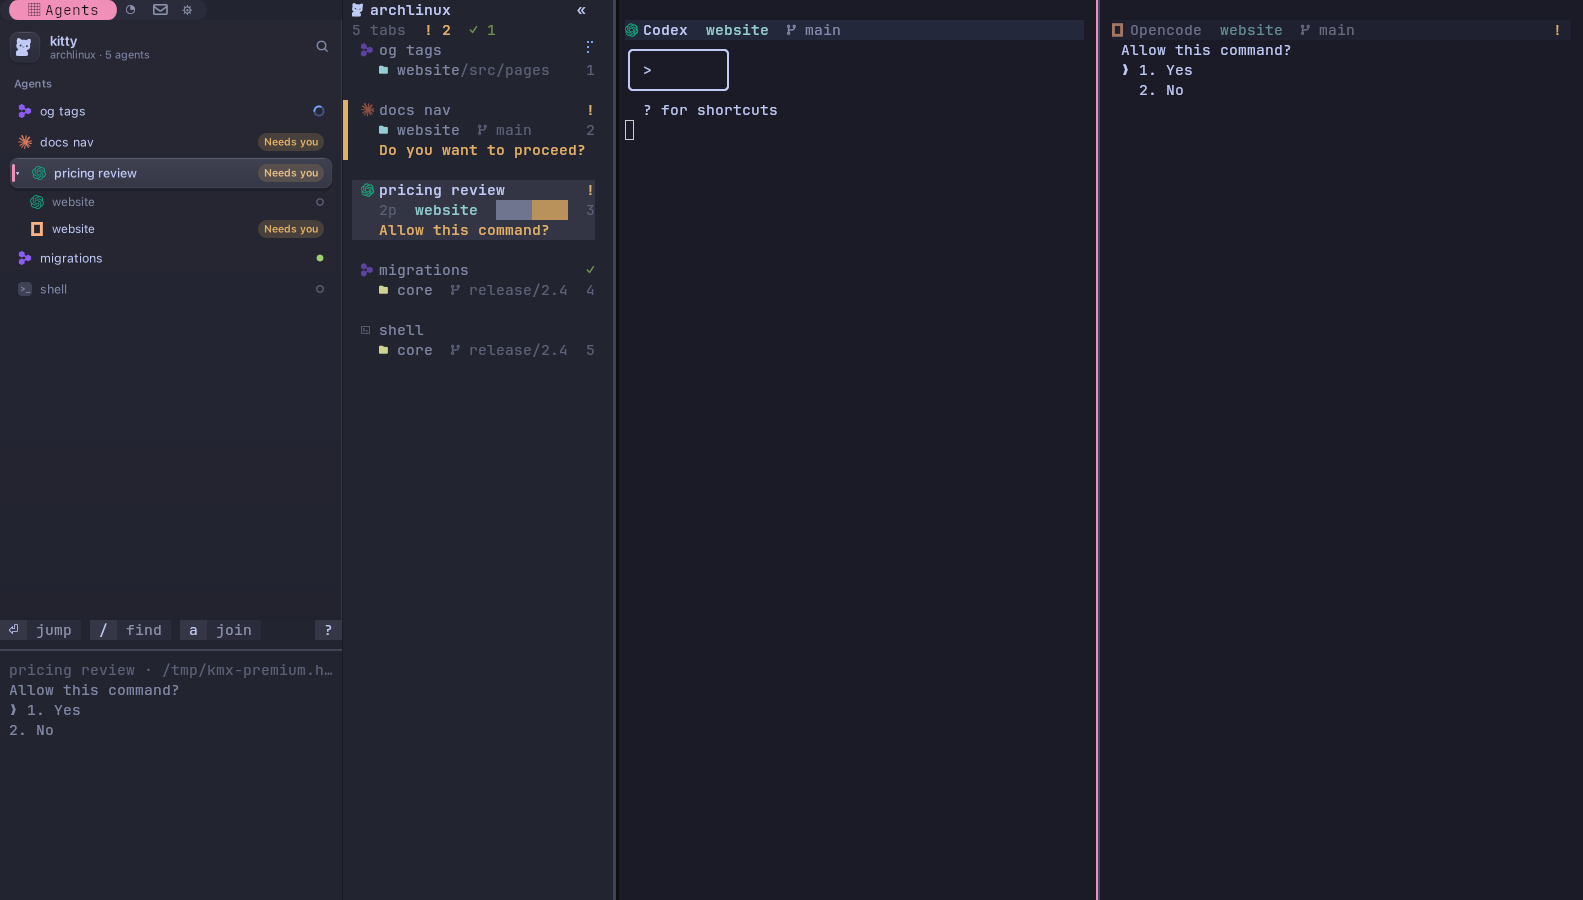 Agents
kitty
archlinux · 5 agents
Agents
og tags
docs nav Needs you
pricing review Needs you
website
website Needs you
migrations
shell
jump / find a join ?
pricing review · /tmp/kmx-premium.h…
Allow this command?
❯ 1. Yes
2. No
archlinux «
5 tabs ! 2 ✓ 1
og tags
website/src/pages 1
docs nav !
website main 2
Do you want to proceed?
pricing review !
2p website 3
Allow this command?
migrations ✓
core release/2.4 4
shell
core release/2.4 5
Codex website main
>
? for shortcuts
Opencode website main !
Allow this command?
❯ 1. Yes
2. No